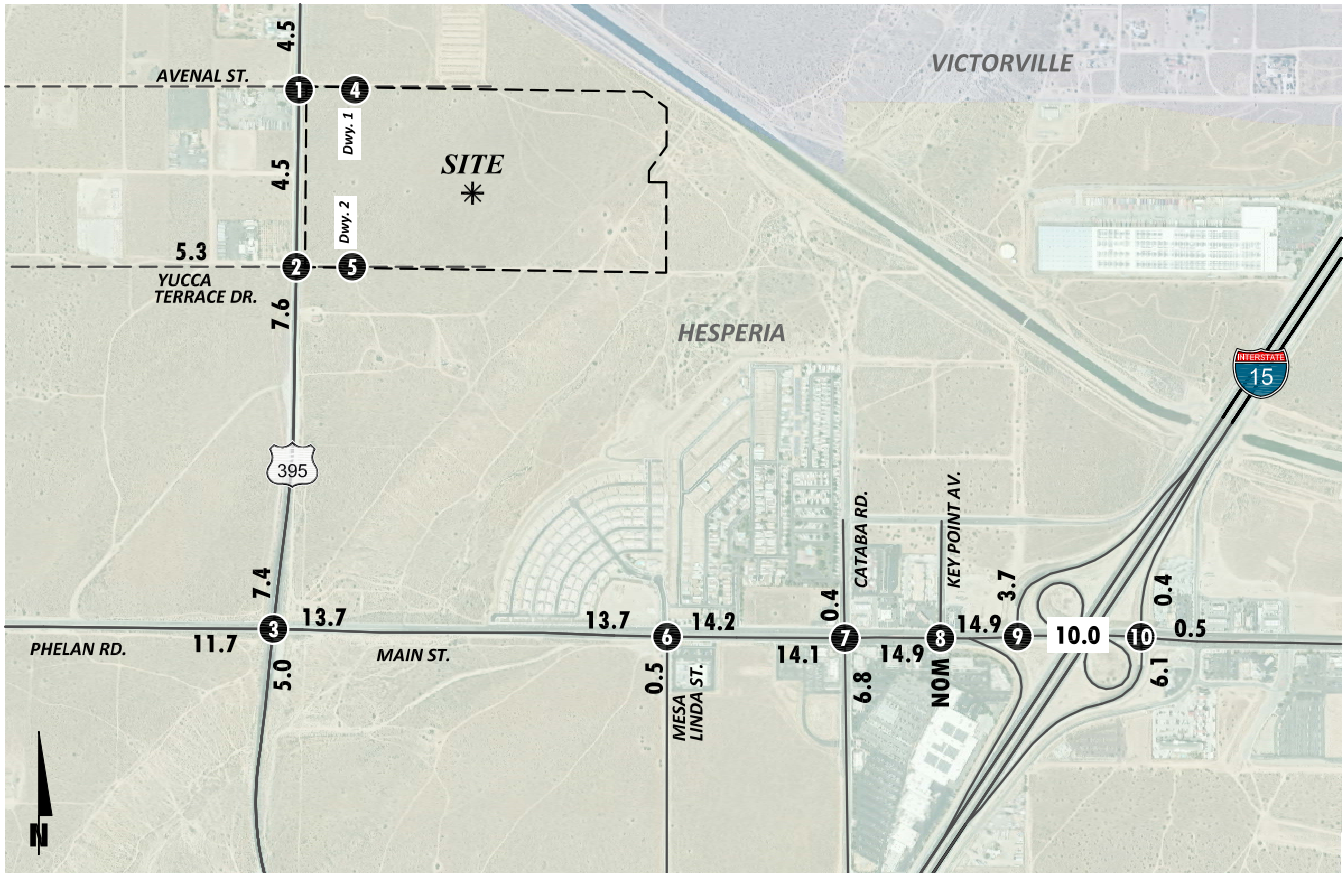 4.5
VICTORVILLE
AVENAL ST.
1
4
Dwy. 1
4.5
SITE
Dwy. 2
5.3
2
5
YUCCA
TERRACE DR.
7.6
HESPERIA
INTERSTATE
15
395
CATABA RD.
KEY POINT AV.
7.4
13.7
13.7
14.2
0.4
14.9
3.7
10.0
0.4
0.5
3
6
7
8
9
10
PHELAN RD.
11.7
MAIN ST.
5.0
0.5
MESA
LINDA ST.
14.1
6.8
14.9
NOM
6.1
N